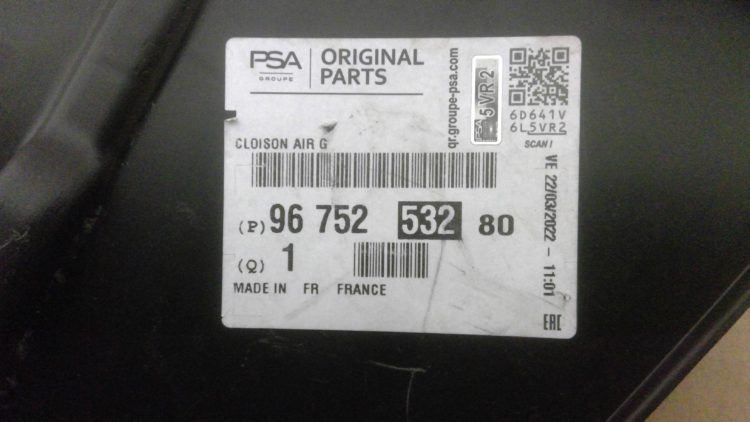 PSA
GROUPE
ORIGINAL
PARTS
qr.groupe-psa.com
PSA 5VR2
6D641V
6L5VR2
SCAN !
CLOISON AIR G
(P) 96 752 532 80
(Q) 1
MADE IN FR FRANCE
VE 22/03/2022 - 11:01
EAC